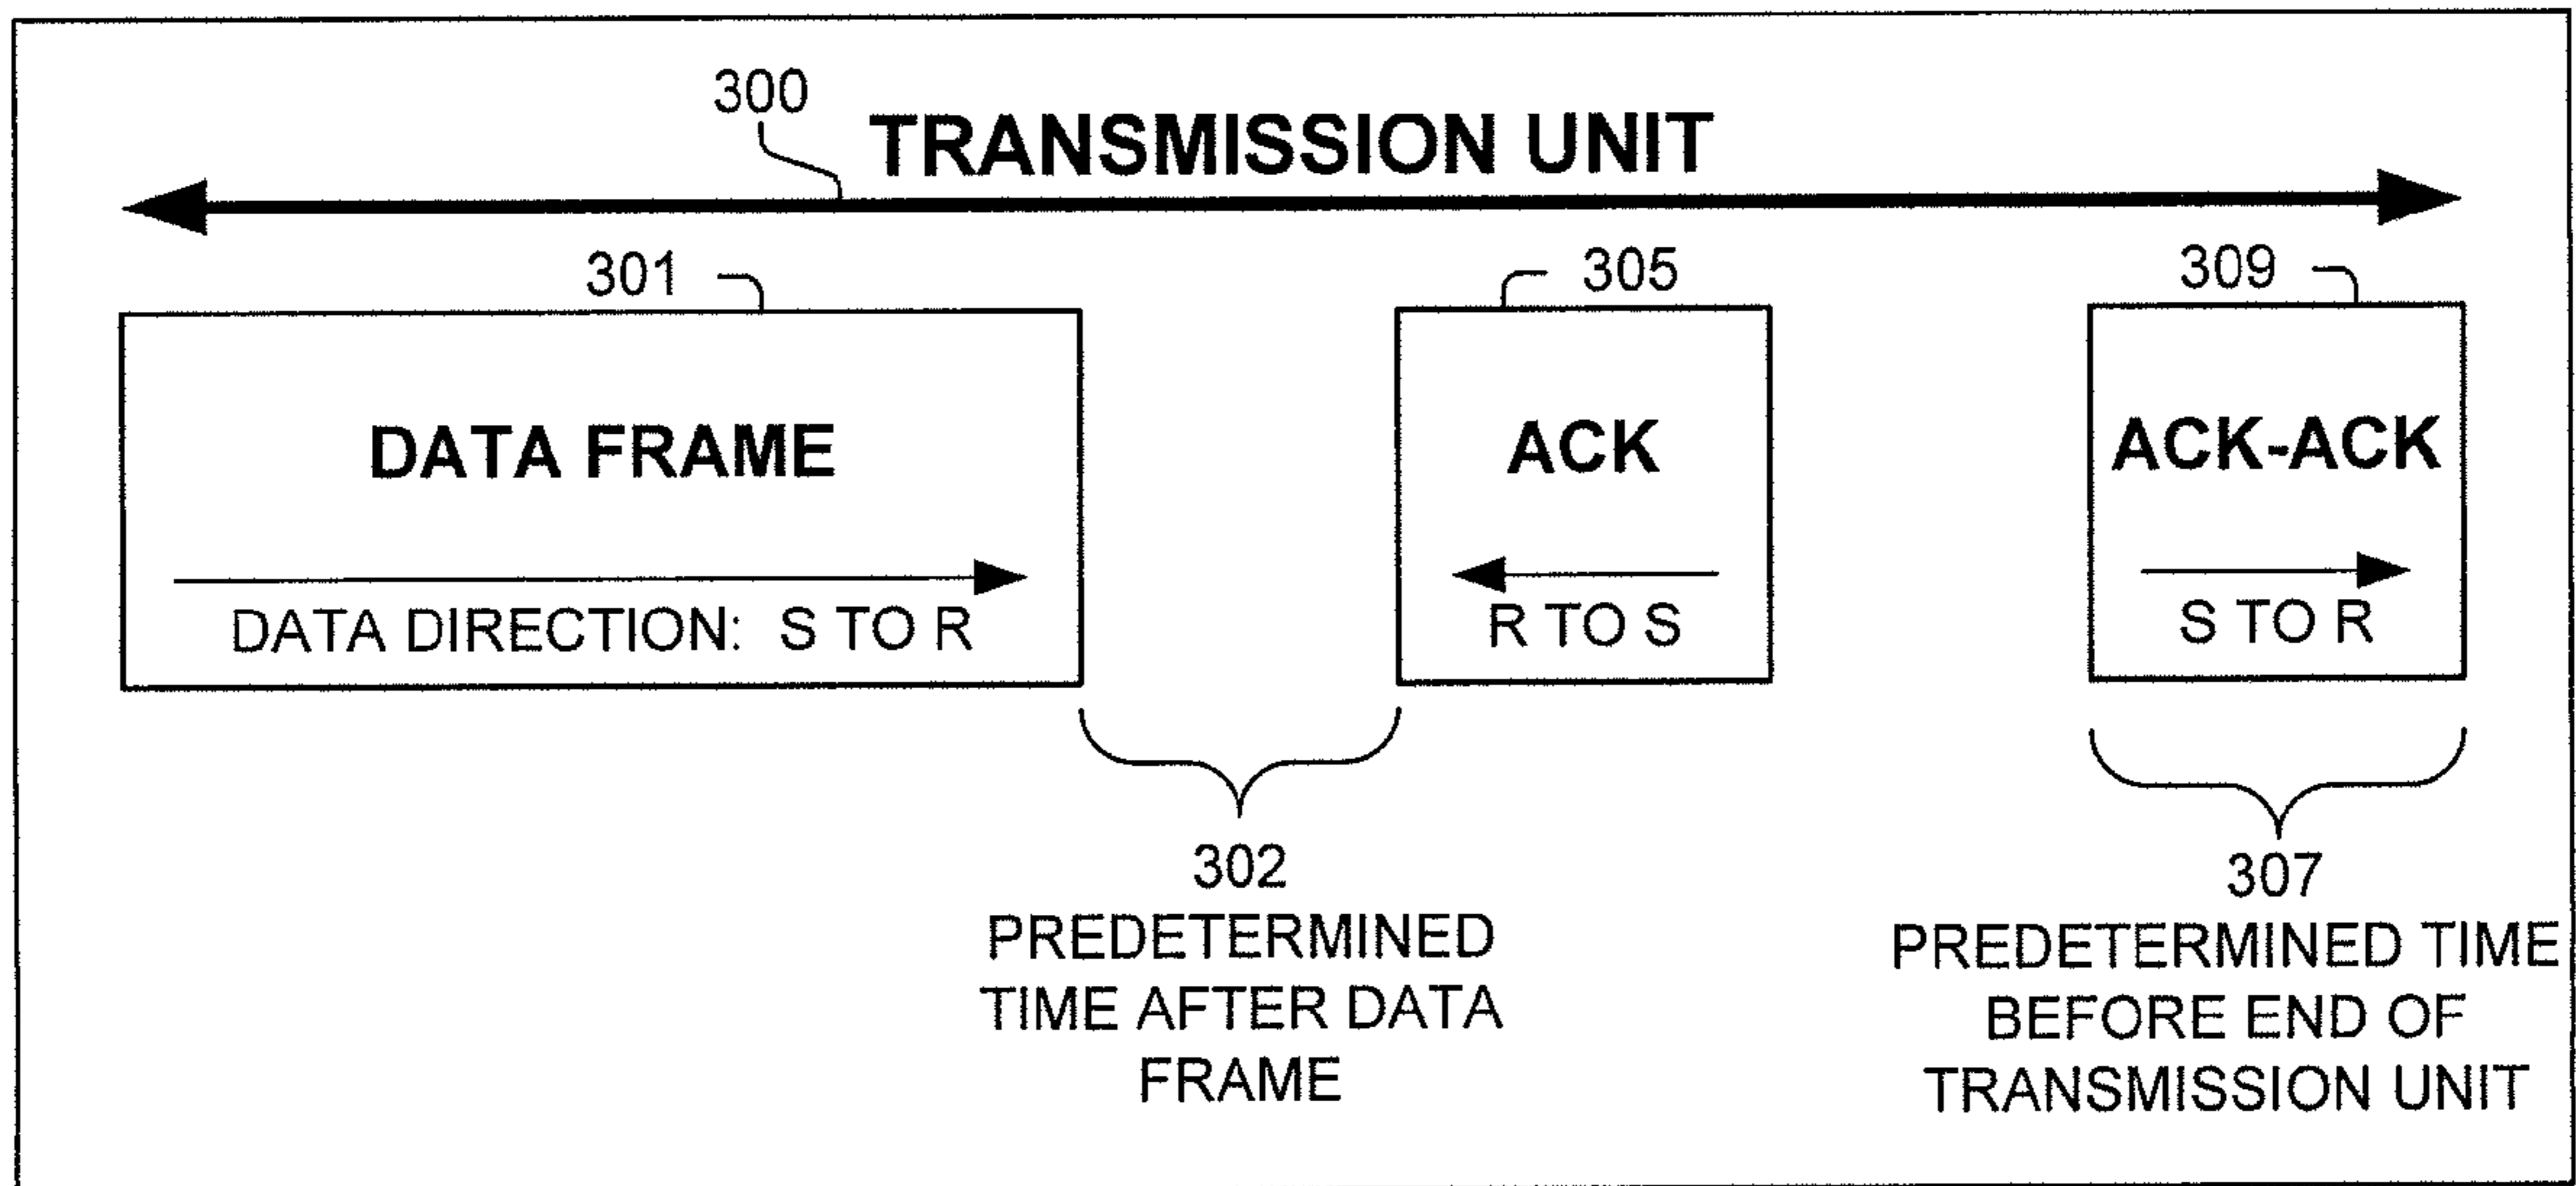 300
TRANSMISSION UNIT
301
305
309
DATA FRAME
ACK
ACK-ACK
DATA DIRECTION: S TO R
R TO S
S TO R
302
PREDETERMINED
TIME AFTER DATA
FRAME
307
PREDETERMINED TIME
BEFORE END OF
TRANSMISSION UNIT